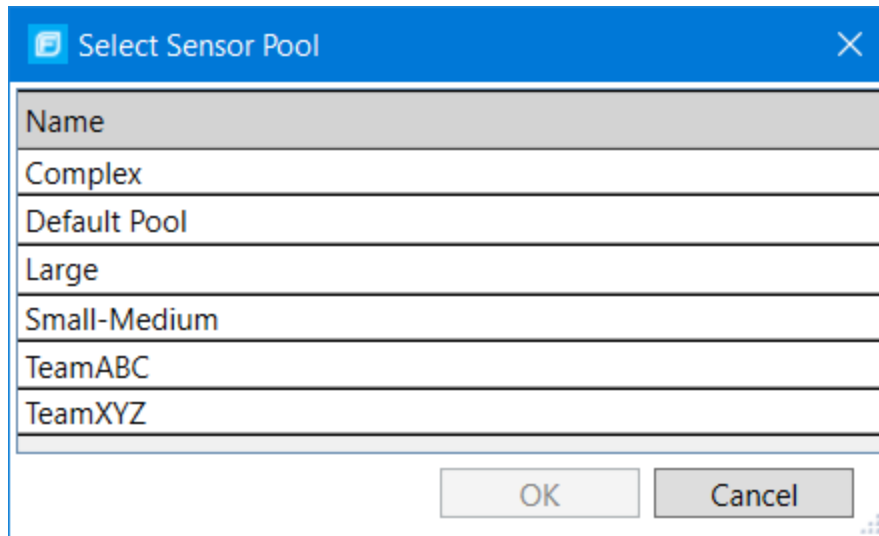 Select Sensor Pool
Name
Complex
Default Pool
Large
Small-Medium
TeamABC
TeamXYZ
OK Cancel